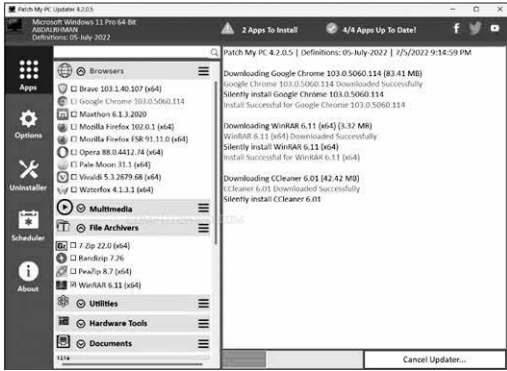 Patch My PC Updater 4.2.0.5
Microsoft Windows 11 Pro 64-Bit
ABDALRHMAN
Definitions: 05-July-2022
2 Apps To Install
4/4 Apps Up To Date!
Apps
Options
Uninstaller
Scheduler
About
Browsers
Brave 103.1.40.107 (x64)
Google Chrome 103.0.5060.114
Maxthon 6.1.3.2020
Mozilla Firefox 102.0.1 (x64)
Mozilla Firefox ESR 91.11.0 (x64)
Opera 88.0.4412.74 (x64)
Pale Moon 31.1 (x64)
Vivaldi 5.3.2679.68 (x64)
Waterfox 4.1.3.1 (x64)
Multimedia
File Archivers
7-Zip 22.0 (x64)
Bandizip 7.26
PeaZip 8.7 (x64)
WinRAR 6.11 (x64)
Utilities
Hardware Tools
Documents
Patch My PC 4.2.0.5 | Definitions: 05-July-2022 | 7/5/2022 9:14:59 PM
Downloading Google Chrome 103.0.5060.114 (83.41 MB)
Google Chrome 103.0.5060.114 Downloaded Successfully
Silently install Google Chrome 103.0.5060.114
Install Successful for Google Chrome 103.0.5060.114
Downloading WinRAR 6.11 (x64) (3.32 MB)
WinRAR 6.11 (x64) Downloaded Successfully
Silently install WinRAR 6.11 (x64)
Install Successful for WinRAR 6.11 (x64)
Downloading CCleaner 6.01 (42.42 MB)
CCleaner 6.01 Downloaded Successfully
Silently install CCleaner 6.01
Cancel Updater...